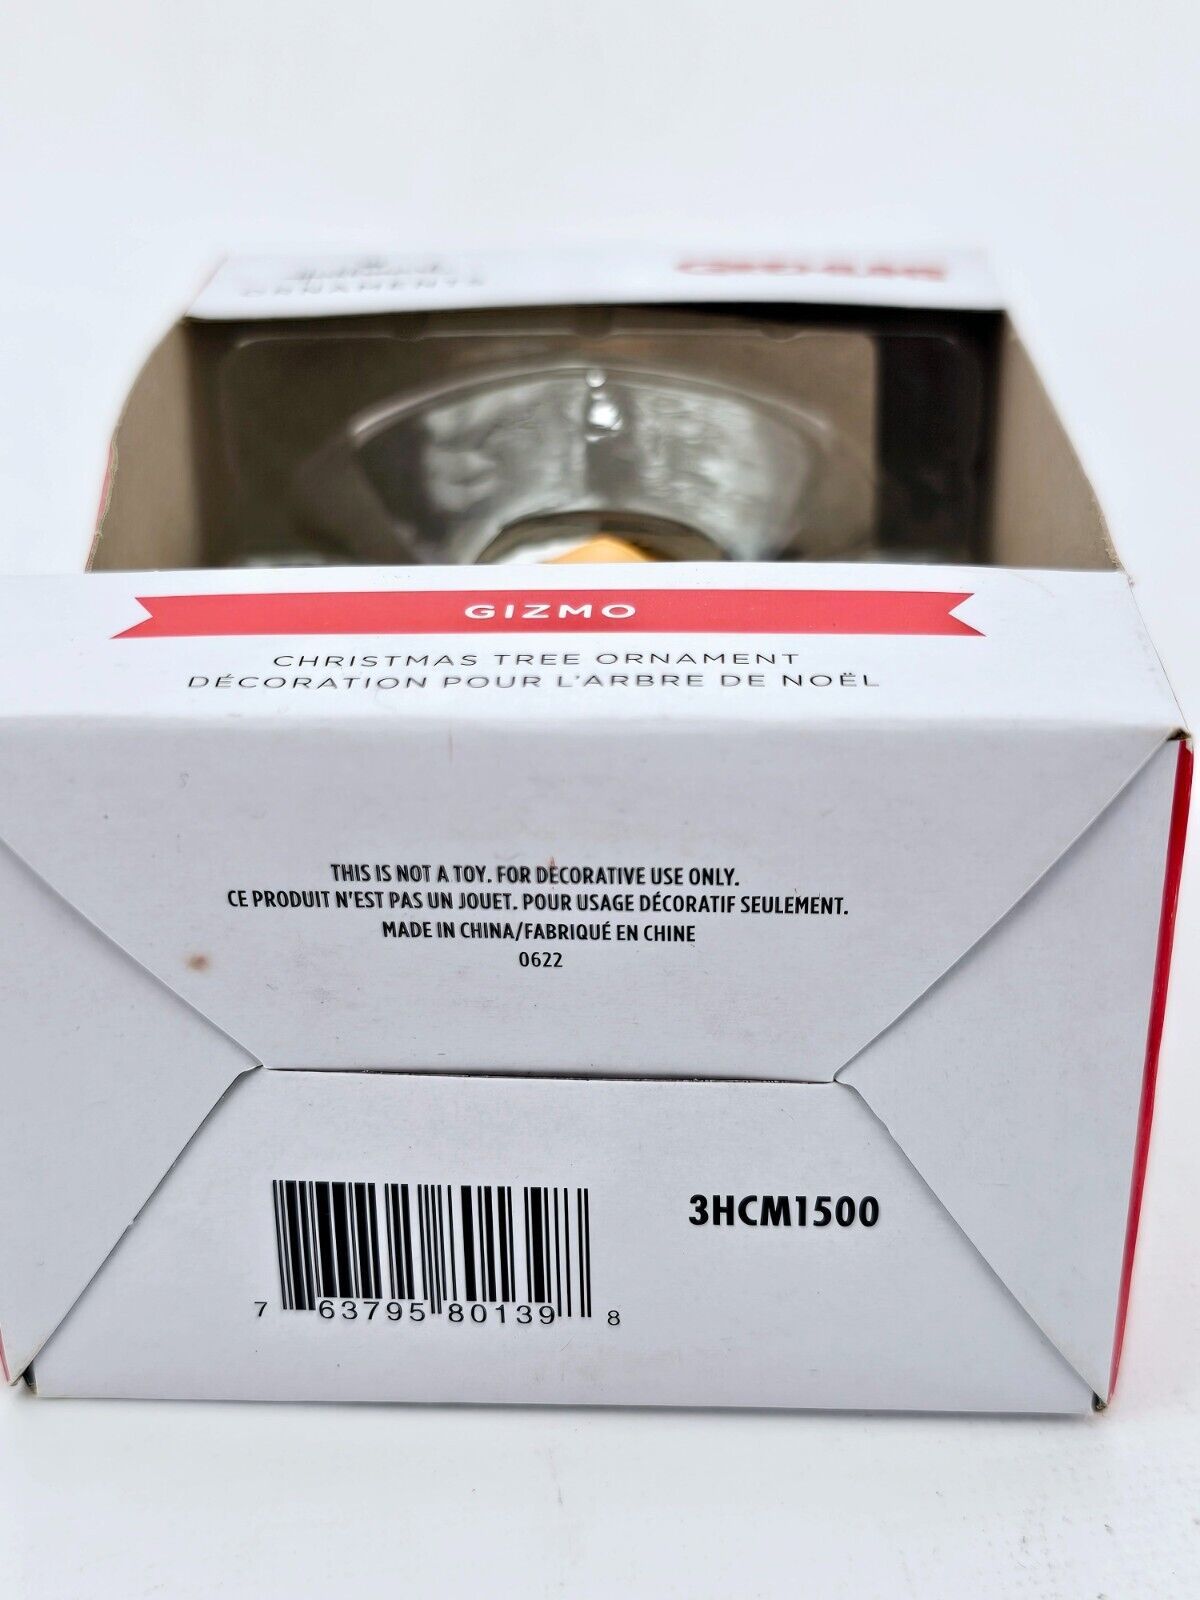 ORNAMENTS
GIZMO
CHRISTMAS TREE ORNAMENT
DÉCORATION POUR L'ARBRE DE NOËL
THIS IS NOT A TOY. FOR DECORATIVE USE ONLY.
CE PRODUIT N'EST PAS UN JOUET. POUR USAGE DÉCORATIF SEULEMENT.
MADE IN CHINA/FABRIQUÉ EN CHINE
0622
3HCM1500
7 63795 80139 8